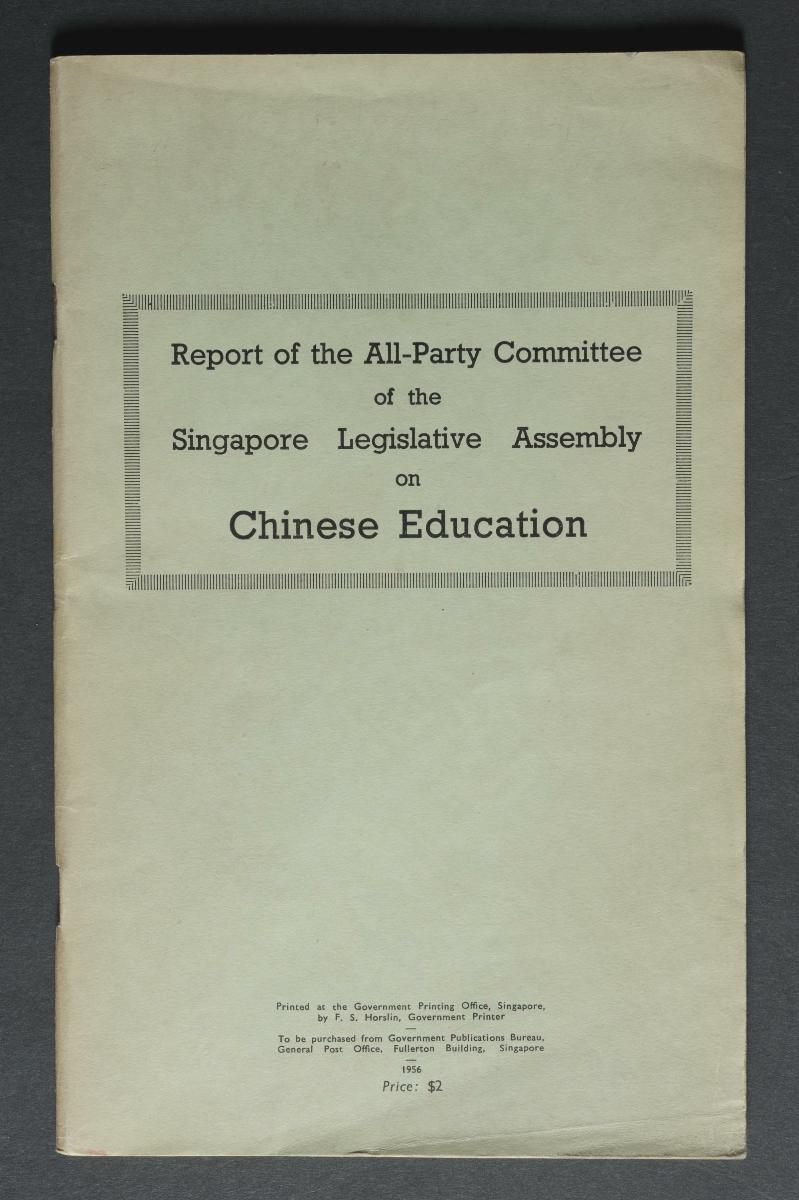 Report of the All-Party Committee
of the
Singapore Legislative Assembly
on
Chinese Education
Printed at the Government Printing Office, Singapore,
by F. S. Horslin, Government Printer
To be purchased from Government Publications Bureau,
General Post Office, Fullerton Building, Singapore
1956
Price: $2